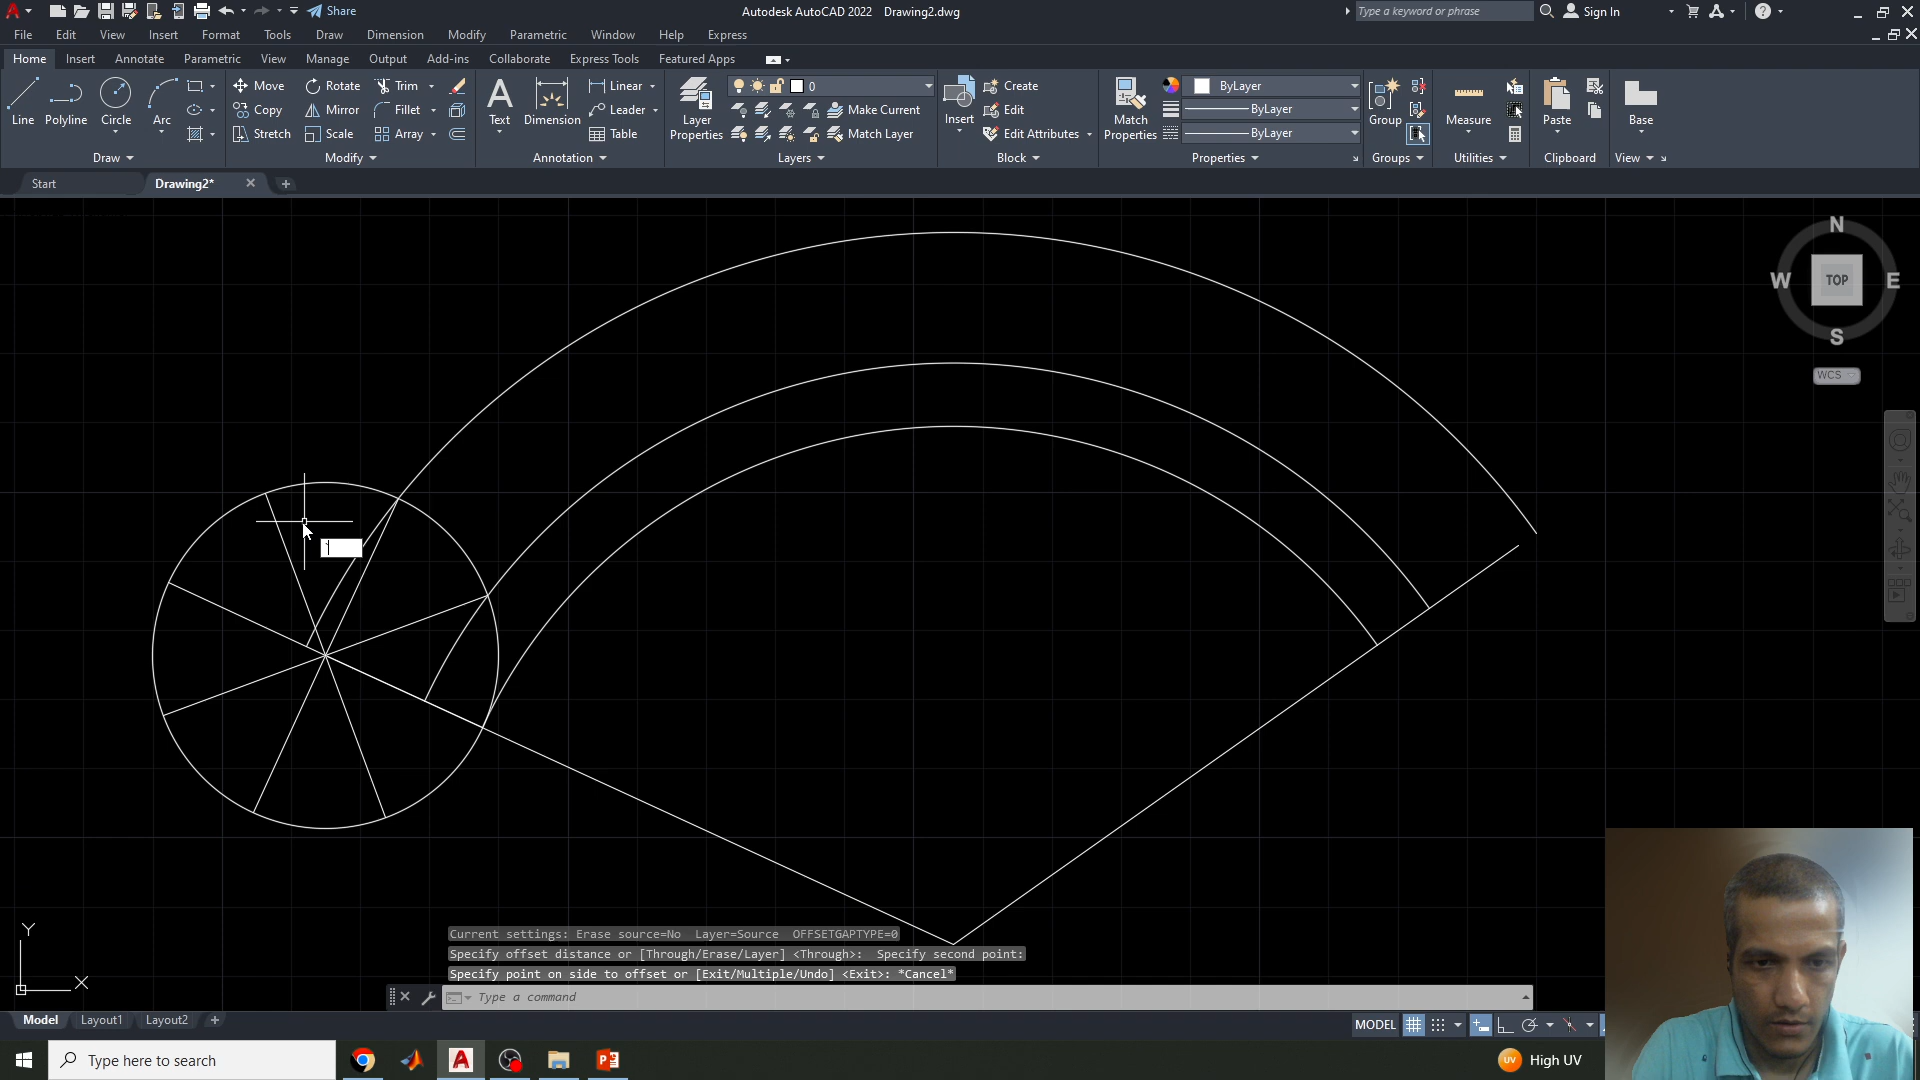 Share
Autodesk AutoCAD 2022 Drawing2.dwg
Type a keyword or phrase
Sign In
File Edit View Insert Format Tools Draw Dimension Modify Parametric Window Help Express
Home Insert Annotate Parametric View Manage Output Add-ins Collaborate Express Tools Featured Apps
Line Polyline Circle Arc
Move Rotate Trim
Copy Mirror Fillet
Stretch Scale Array
Text Dimension
Linear
Leader
Table
Layer Properties
0
Make Current
Match Layer
Insert
Create
Edit
Edit Attributes
Match Properties
ByLayer
ByLayer
ByLayer
Group
Measure
Paste
Base
Draw Modify Annotation Layers Block Properties Groups Utilities Clipboard View
Start Drawing2*
N
W TOP E
S
WCS
Y
X
Current settings: Erase source=No Layer=Source OFFSETGAPTYPE=0
Specify offset distance or [Through/Erase/Layer] <Through>: Specify second point:
Specify point on side to offset or [Exit/Multiple/Undo] <Exit>: *Cancel*
Type a command
Model Layout1 Layout2
MODEL
Type here to search
High UV